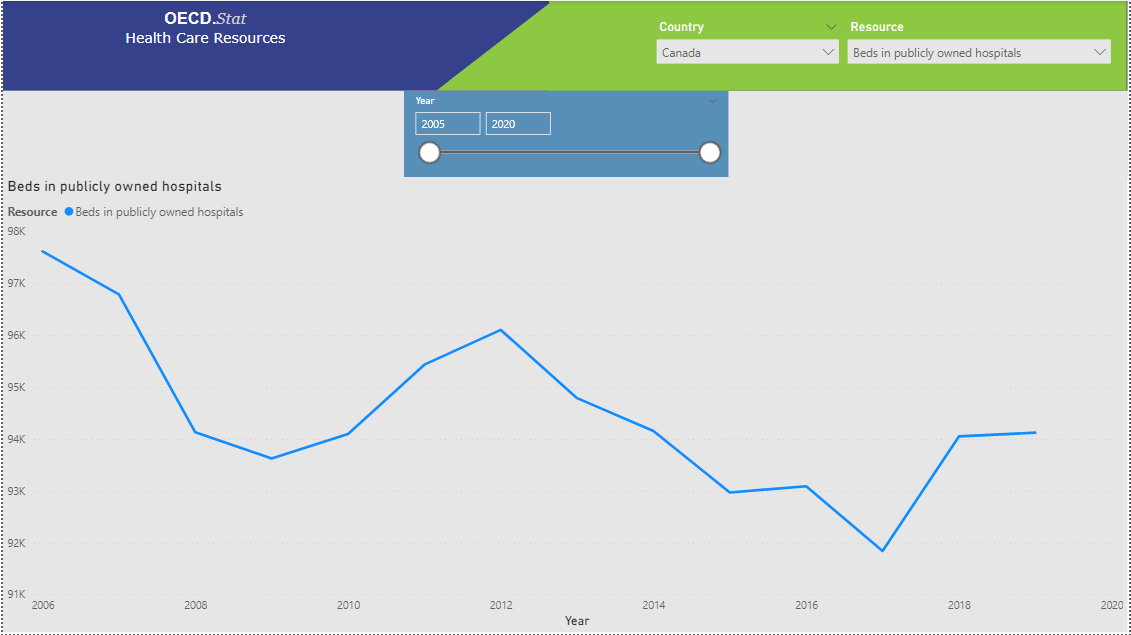 OECD.Stat
Health Care Resources
Country
Resource
Canada
Beds in publicly owned hospitals
Year
2005 2020
Beds in publicly owned hospitals
Resource Beds in publicly owned hospitals
98K
97K
96K
95K
94K
93K
92K
91K
2006 2008 2010 2012 2014 2016 2018 2020
Year